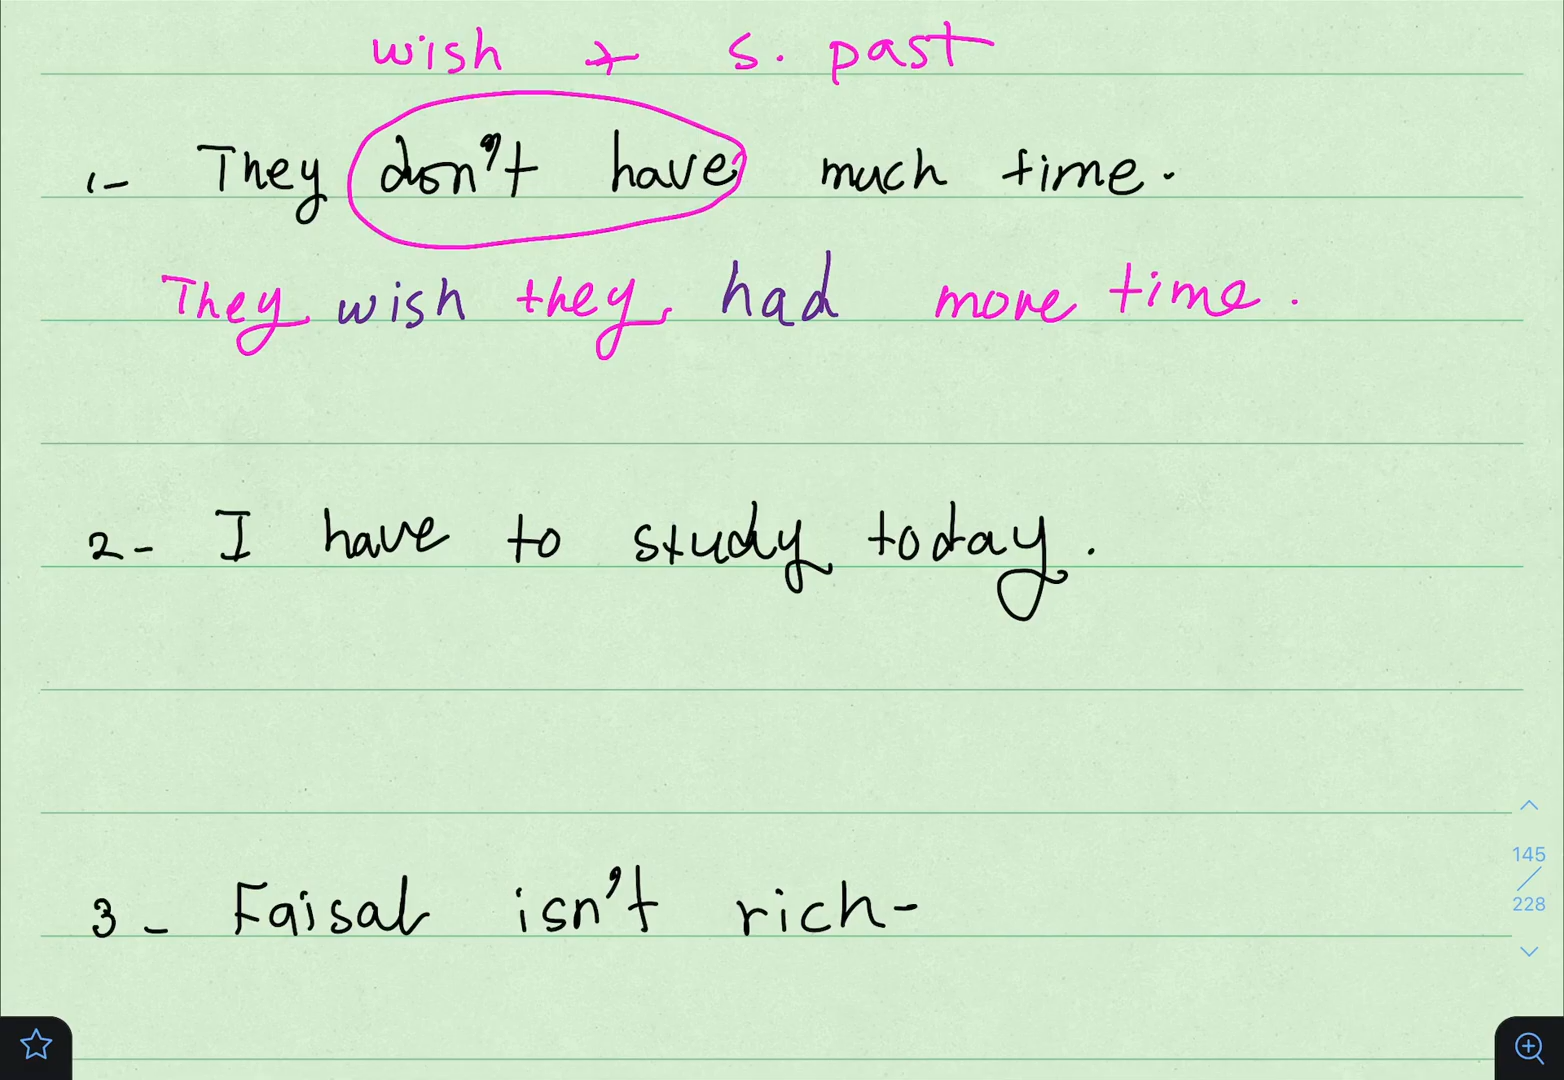 wish + s. past
1- They don't have much time.
They wish they had more time.
2- I have to study today.
3- Faisal isn't rich-
145
228